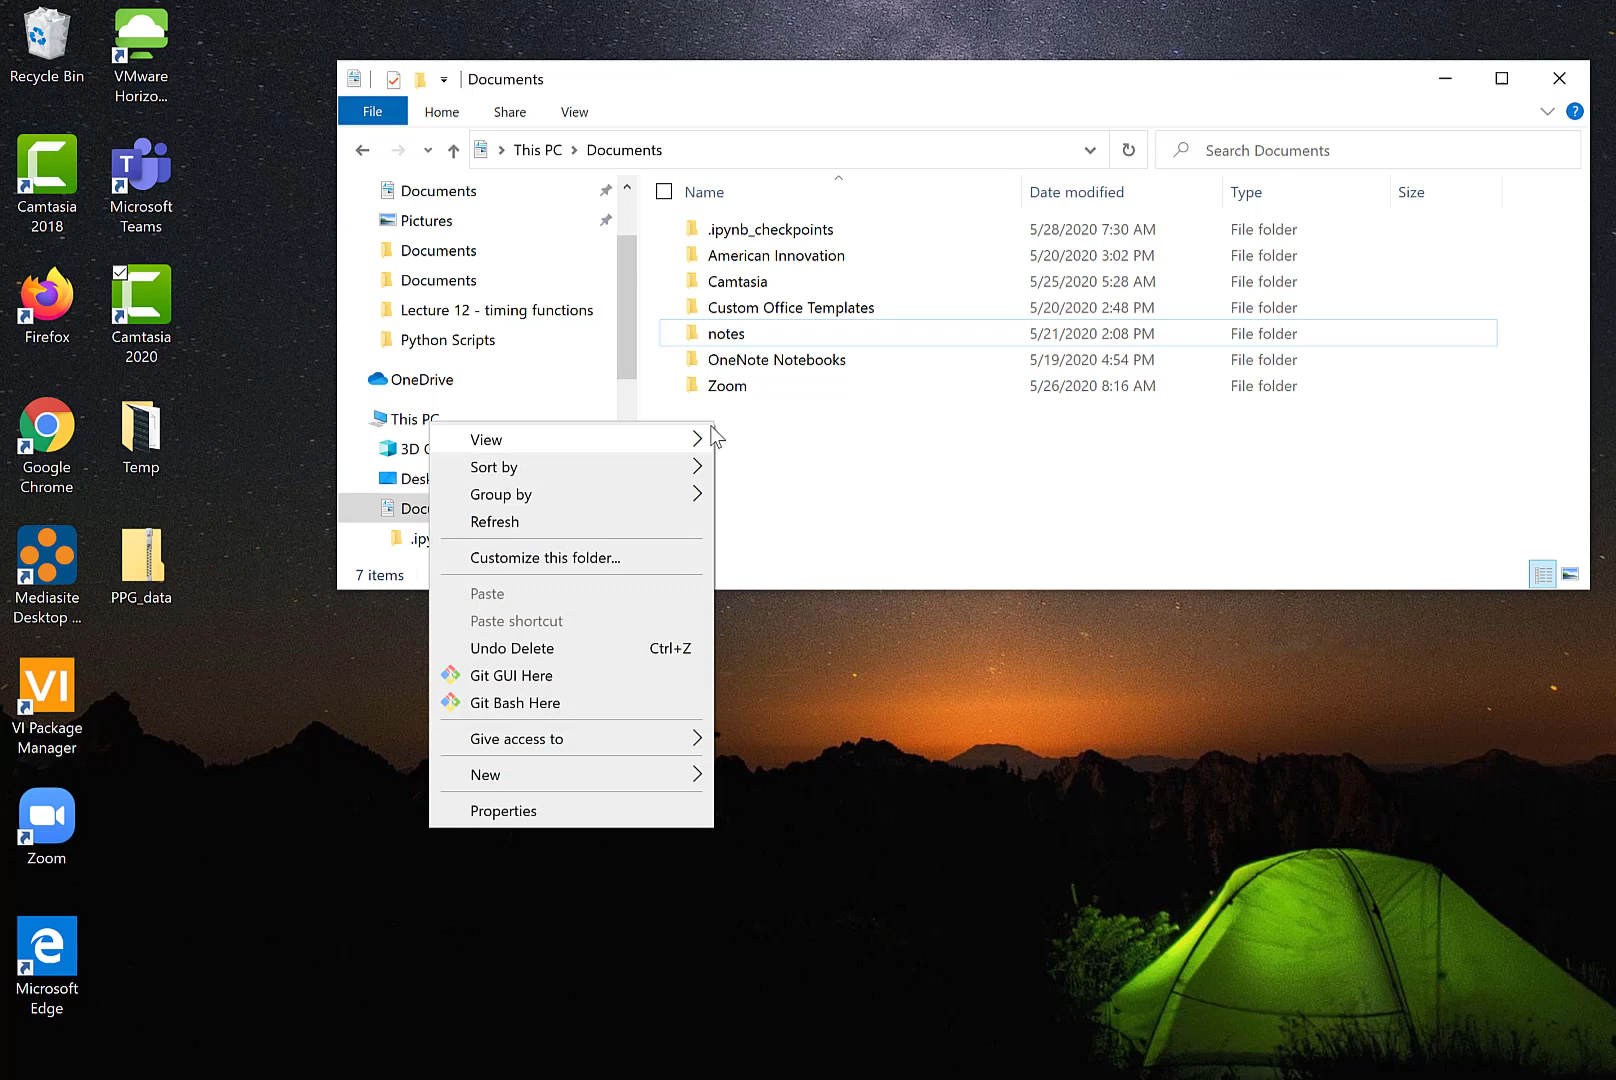 Recycle Bin
VMware
Horizo...
Camtasia
2018
Microsoft
Teams
Firefox
Camtasia
2020
Google
Chrome
Temp
Mediasite
Desktop ...
PPG_data
VI
VI Package
Manager
Zoom
Microsoft
Edge
Documents
File Home Share View
This PC Documents
Search Documents
Documents
Pictures
Documents
Documents
Lecture 12 - timing functions
Python Scripts
OneDrive
This PC
3D O
Desk
Docu
.ipy
7 items
Name Date modified Type Size
.ipynb_checkpoints 5/28/2020 7:30 AM File folder
American Innovation 5/20/2020 3:02 PM File folder
Camtasia 5/25/2020 5:28 AM File folder
Custom Office Templates 5/20/2020 2:48 PM File folder
notes 5/21/2020 2:08 PM File folder
OneNote Notebooks 5/19/2020 4:54 PM File folder
Zoom 5/26/2020 8:16 AM File folder
View
Sort by
Group by
Refresh
Customize this folder...
Paste
Paste shortcut
Undo Delete Ctrl+Z
Git GUI Here
Git Bash Here
Give access to
New
Properties